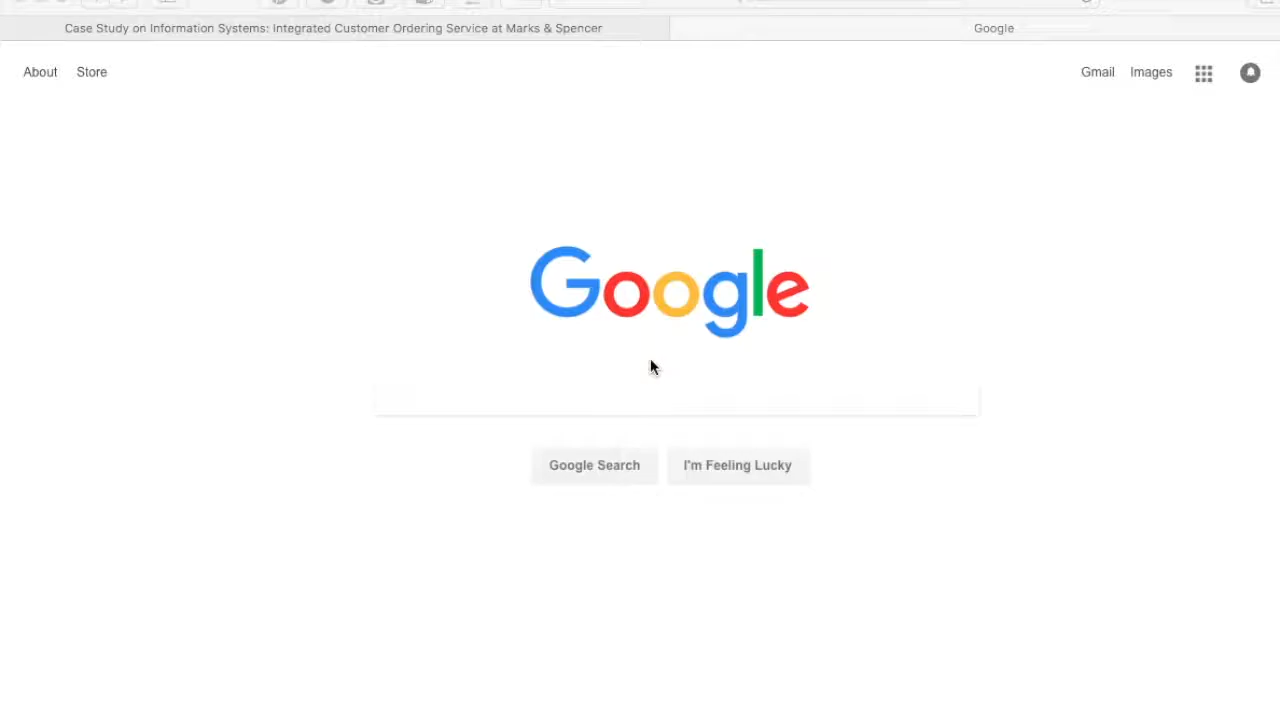 Case Study on Information Systems: Integrated Customer Ordering Service at Marks & Spencer
Google
About Store
Gmail Images
Google
Google Search
I'm Feeling Lucky